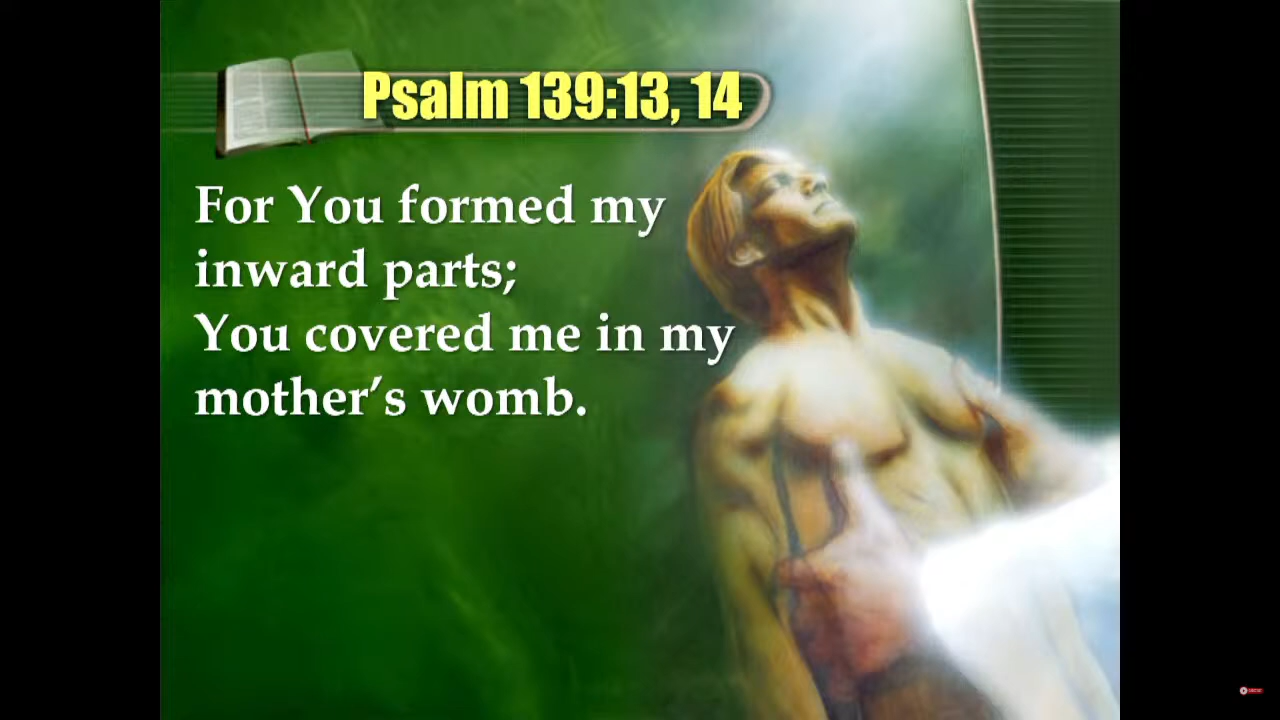 Psalm 139:13, 14
For You formed my
inward parts;
You covered me in my
mother’s womb.